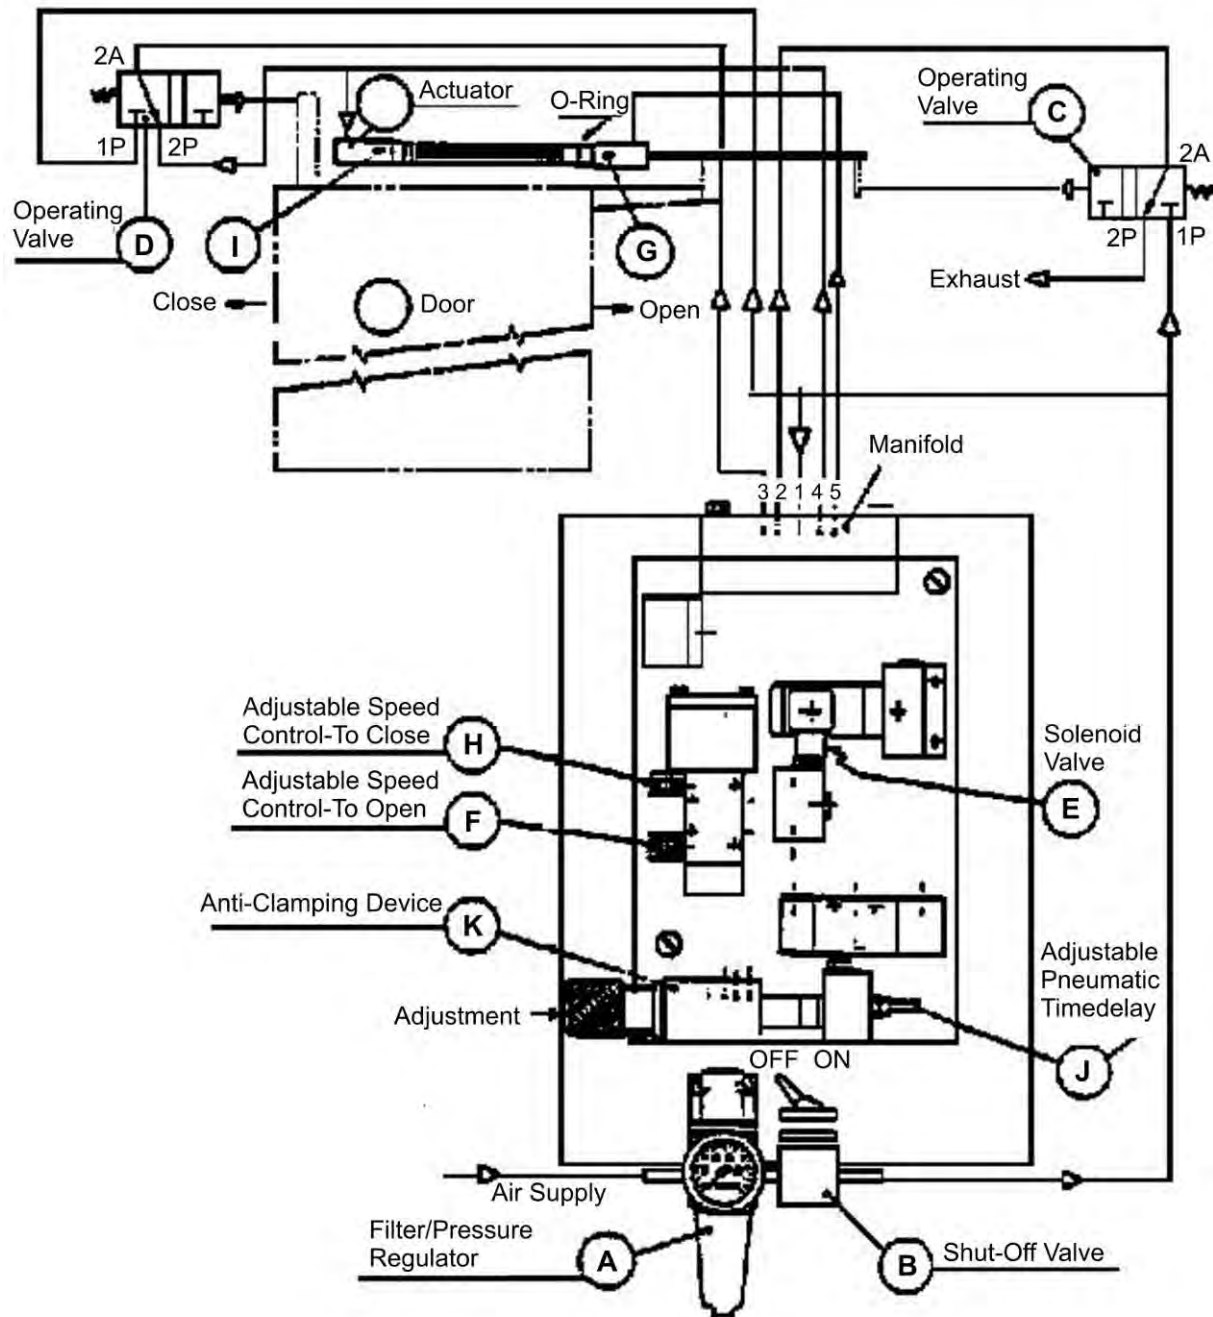 2A
Actuator
O-Ring
Operating
Valve
C
1P
2P
2A
2P
1P
Operating
Valve
D
I
G
Exhaust
Close
Door
Open
Manifold
3 2 1 4 5
Adjustable Speed
Control-To Close
H
Solenoid
Valve
E
Adjustable Speed
Control-To Open
F
Anti-Clamping Device
K
Adjustable
Pneumatic
Timedelay
J
Adjustment
OFF ON
Air Supply
Filter/Pressure
Regulator
A
B
Shut-Off Valve